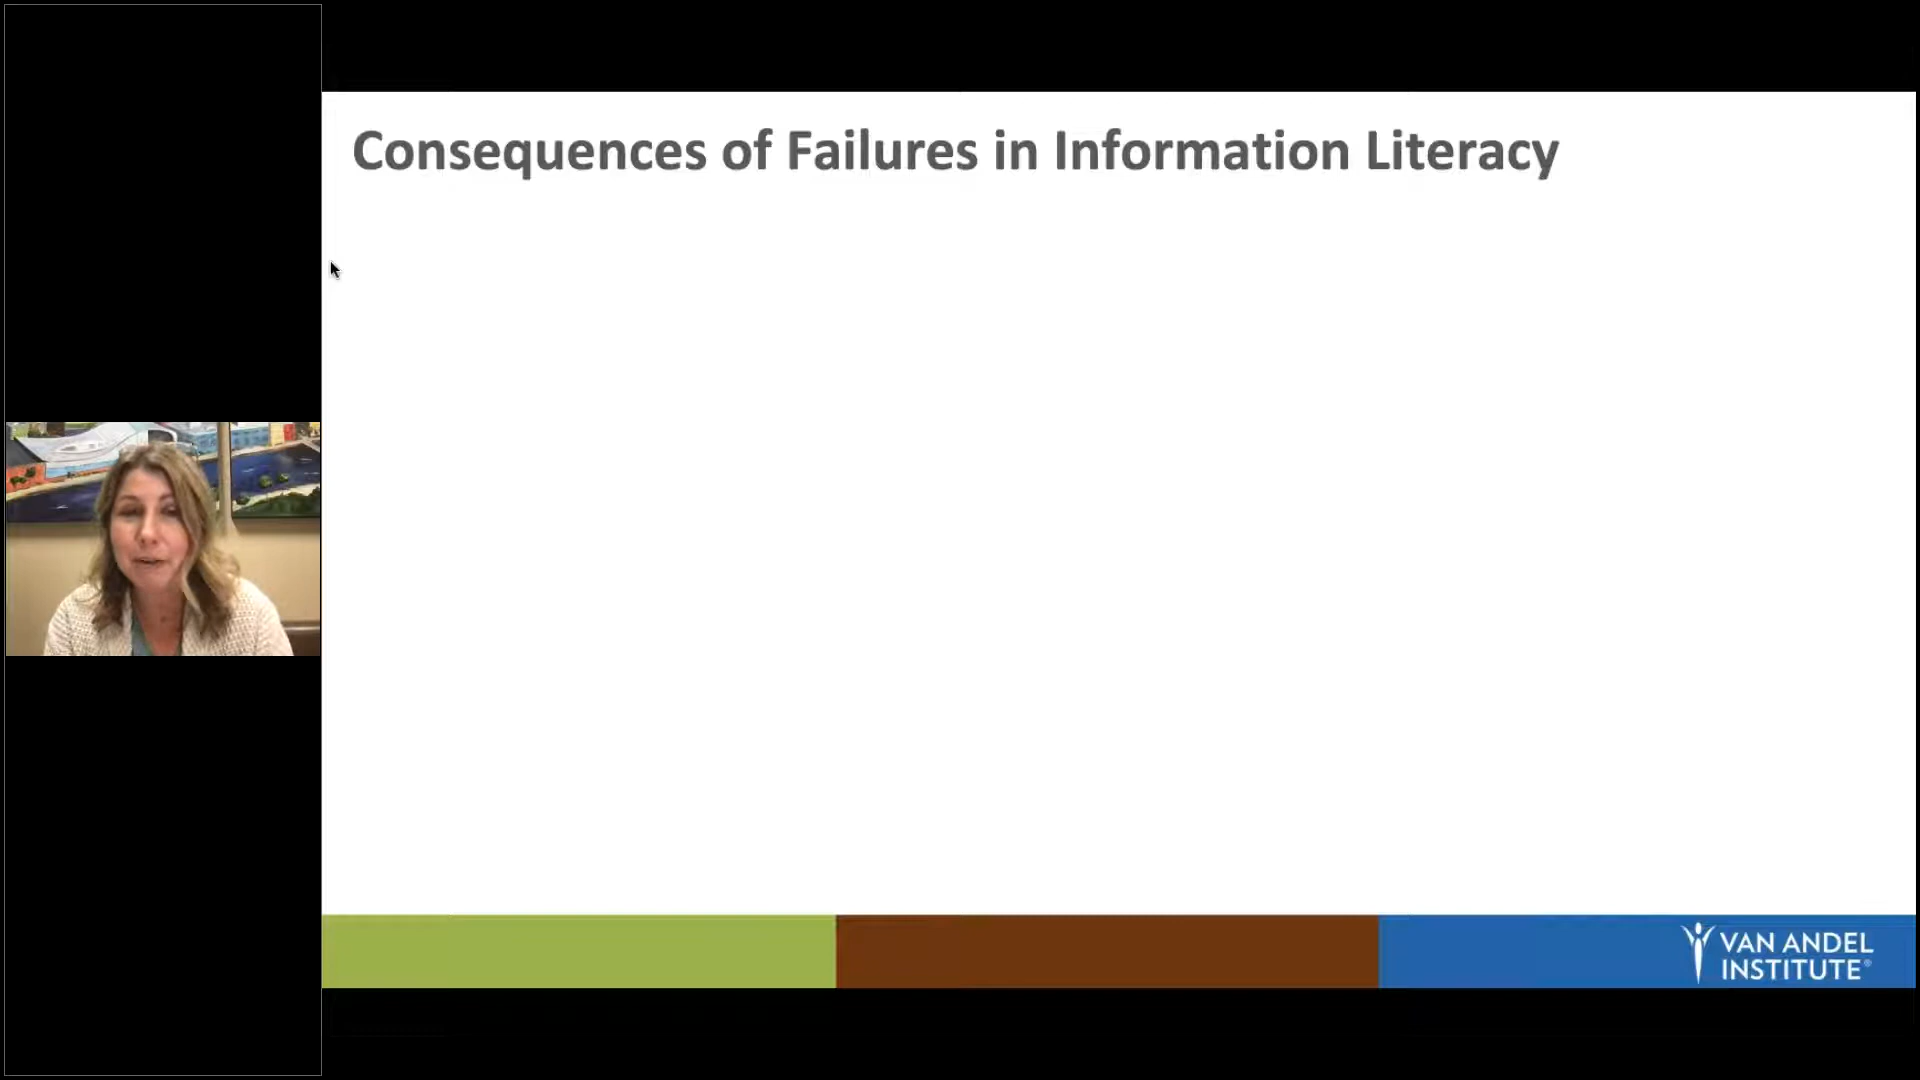 Consequences of Failures in Information Literacy
VAN ANDEL
INSTITUTE®